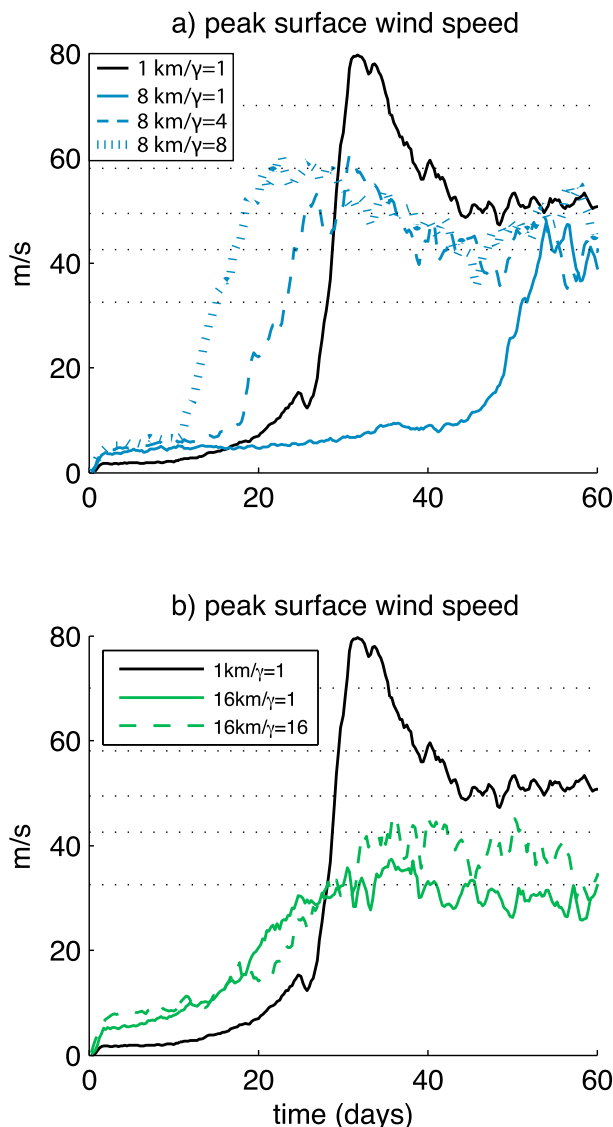 a) peak surface wind speed
80
1 km/γ=1
8 km/γ=1
8 km/γ=4
8 km/γ=8
60
m/s
40
20
0
0 20 40 60
b) peak surface wind speed
80
1km/γ=1
16km/γ=1
16km/γ=16
60
m/s
40
20
0
0 20 40 60
time (days)